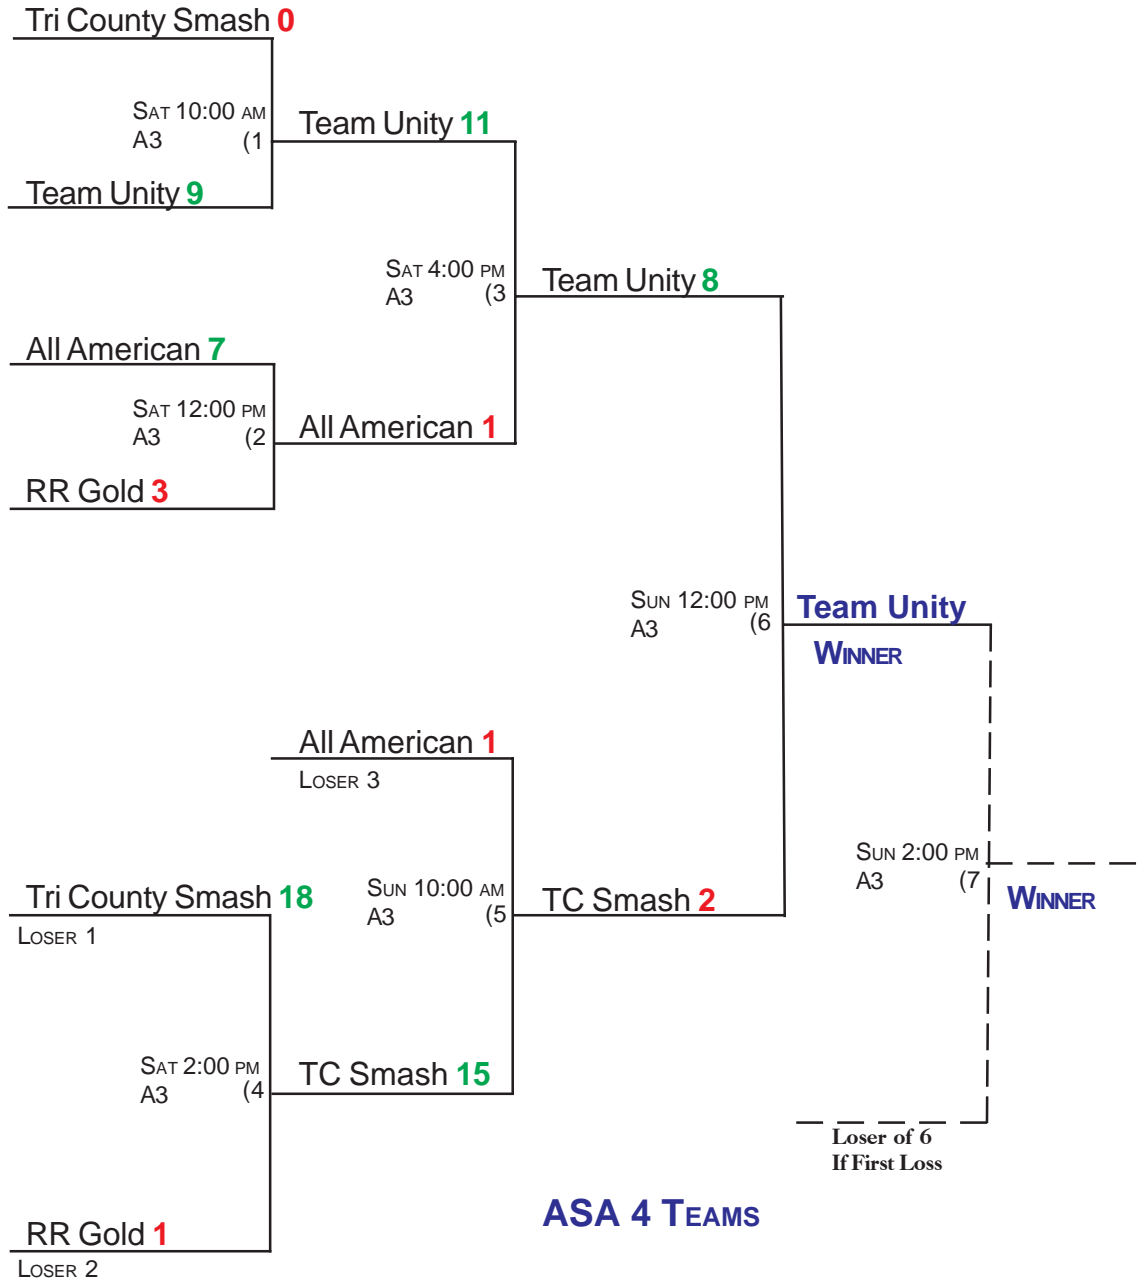 Tri County Smash 0
SAT 10:00 AM
A3 (1
Team Unity 11
Team Unity 9
SAT 4:00 PM
A3 (3
Team Unity 8
All American 7
SAT 12:00 PM
A3 (2
All American 1
RR Gold 3
SUN 12:00 PM
A3 (6
Team Unity
WINNER
All American 1
LOSER 3
SUN 2:00 PM
A3 (7
WINNER
Tri County Smash 18
LOSER 1
SUN 10:00 AM
A3 (5
TC Smash 2
SAT 2:00 PM
A3 (4
TC Smash 15
Loser of 6
If First Loss
ASA 4 TEAMS
RR Gold 1
LOSER 2